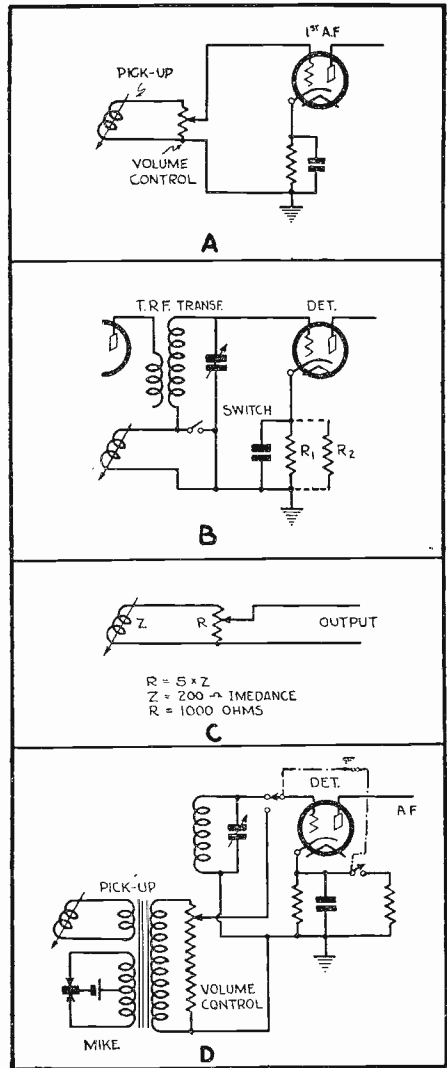 1ST A.F
PICK-UP
VOLUME
CONTROL
A
T.R.F. TRANSF.
DET.
SWITCH
R1
R2
B
Z
R
OUTPUT
R = 5 × Z
Z = 200 Ω IMEDANCE
R = 1000 OHMS
C
DET.
A.F
PICK-UP
VOLUME
CONTROL
MIKE
D